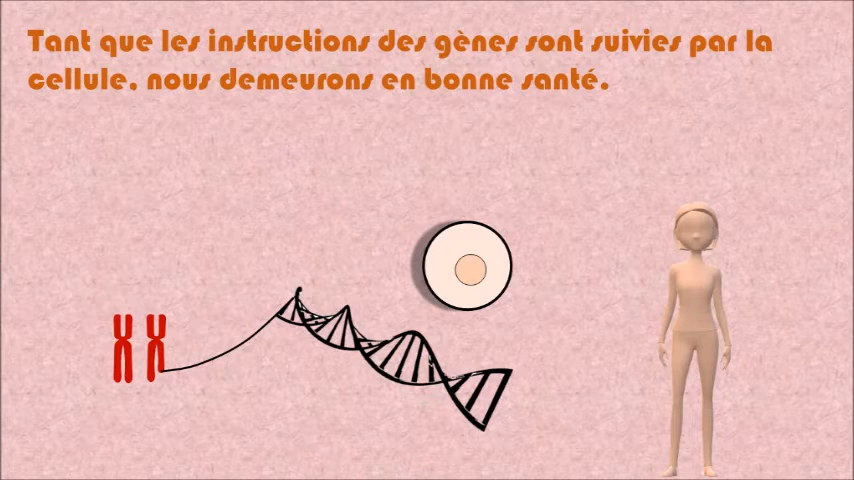 Tant que les instructions des gènes sont suivies par la
cellule, nous demeurons en bonne santé.